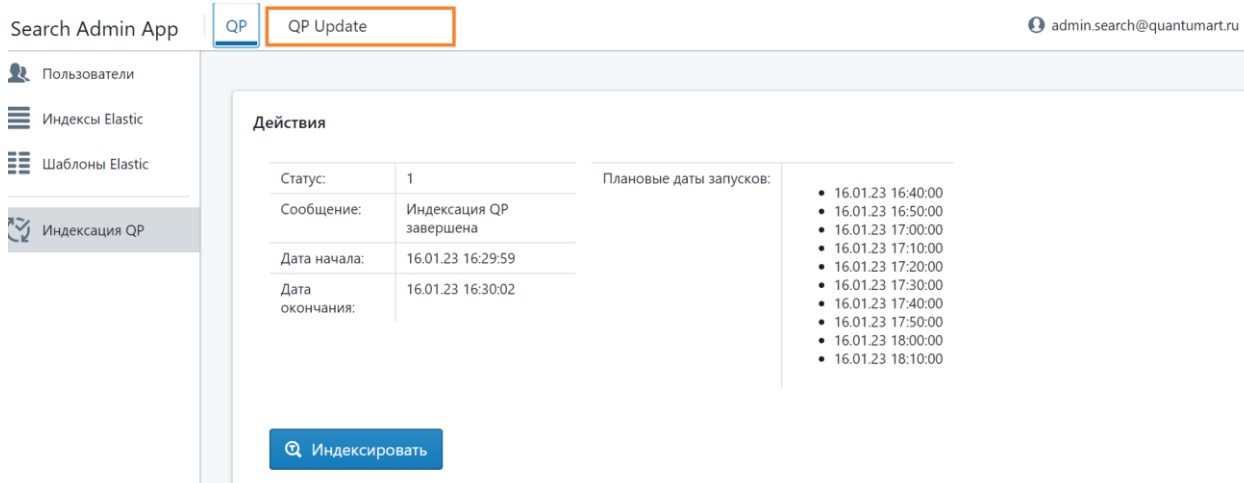 Search Admin App
QP
QP Update
admin.search@quantumart.ru
Пользователи
Индексы Elastic
Шаблоны Elastic
Индексация QP
Действия
Статус:
1
Сообщение:
Индексация QP
завершена
Дата начала:
16.01.23 16:29:59
Дата
окончания:
16.01.23 16:30:02
Плановые даты запусков:
16.01.23 16:40:00
16.01.23 16:50:00
16.01.23 17:00:00
16.01.23 17:10:00
16.01.23 17:20:00
16.01.23 17:30:00
16.01.23 17:40:00
16.01.23 17:50:00
16.01.23 18:00:00
16.01.23 18:10:00
Индексировать